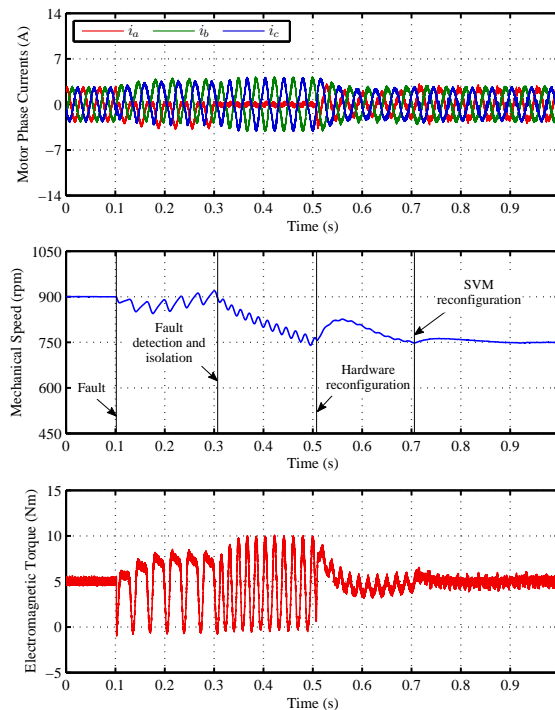 Motor Phase Currents (A)
14
7
0
−7
−14
i_a i_b i_c
0 0.1 0.2 0.3 0.4 0.5 0.6 0.7 0.8 0.9
Time (s)
Mechanical Speed (rpm)
1050
900
750
600
450
SVM
reconfiguration
Fault
detection and
isolation
Hardware
reconfiguration
Fault
0 0.1 0.2 0.3 0.4 0.5 0.6 0.7 0.8 0.9
Time (s)
Electromagnetic Torque (Nm)
15
10
5
0
−5
0 0.1 0.2 0.3 0.4 0.5 0.6 0.7 0.8 0.9
Time (s)